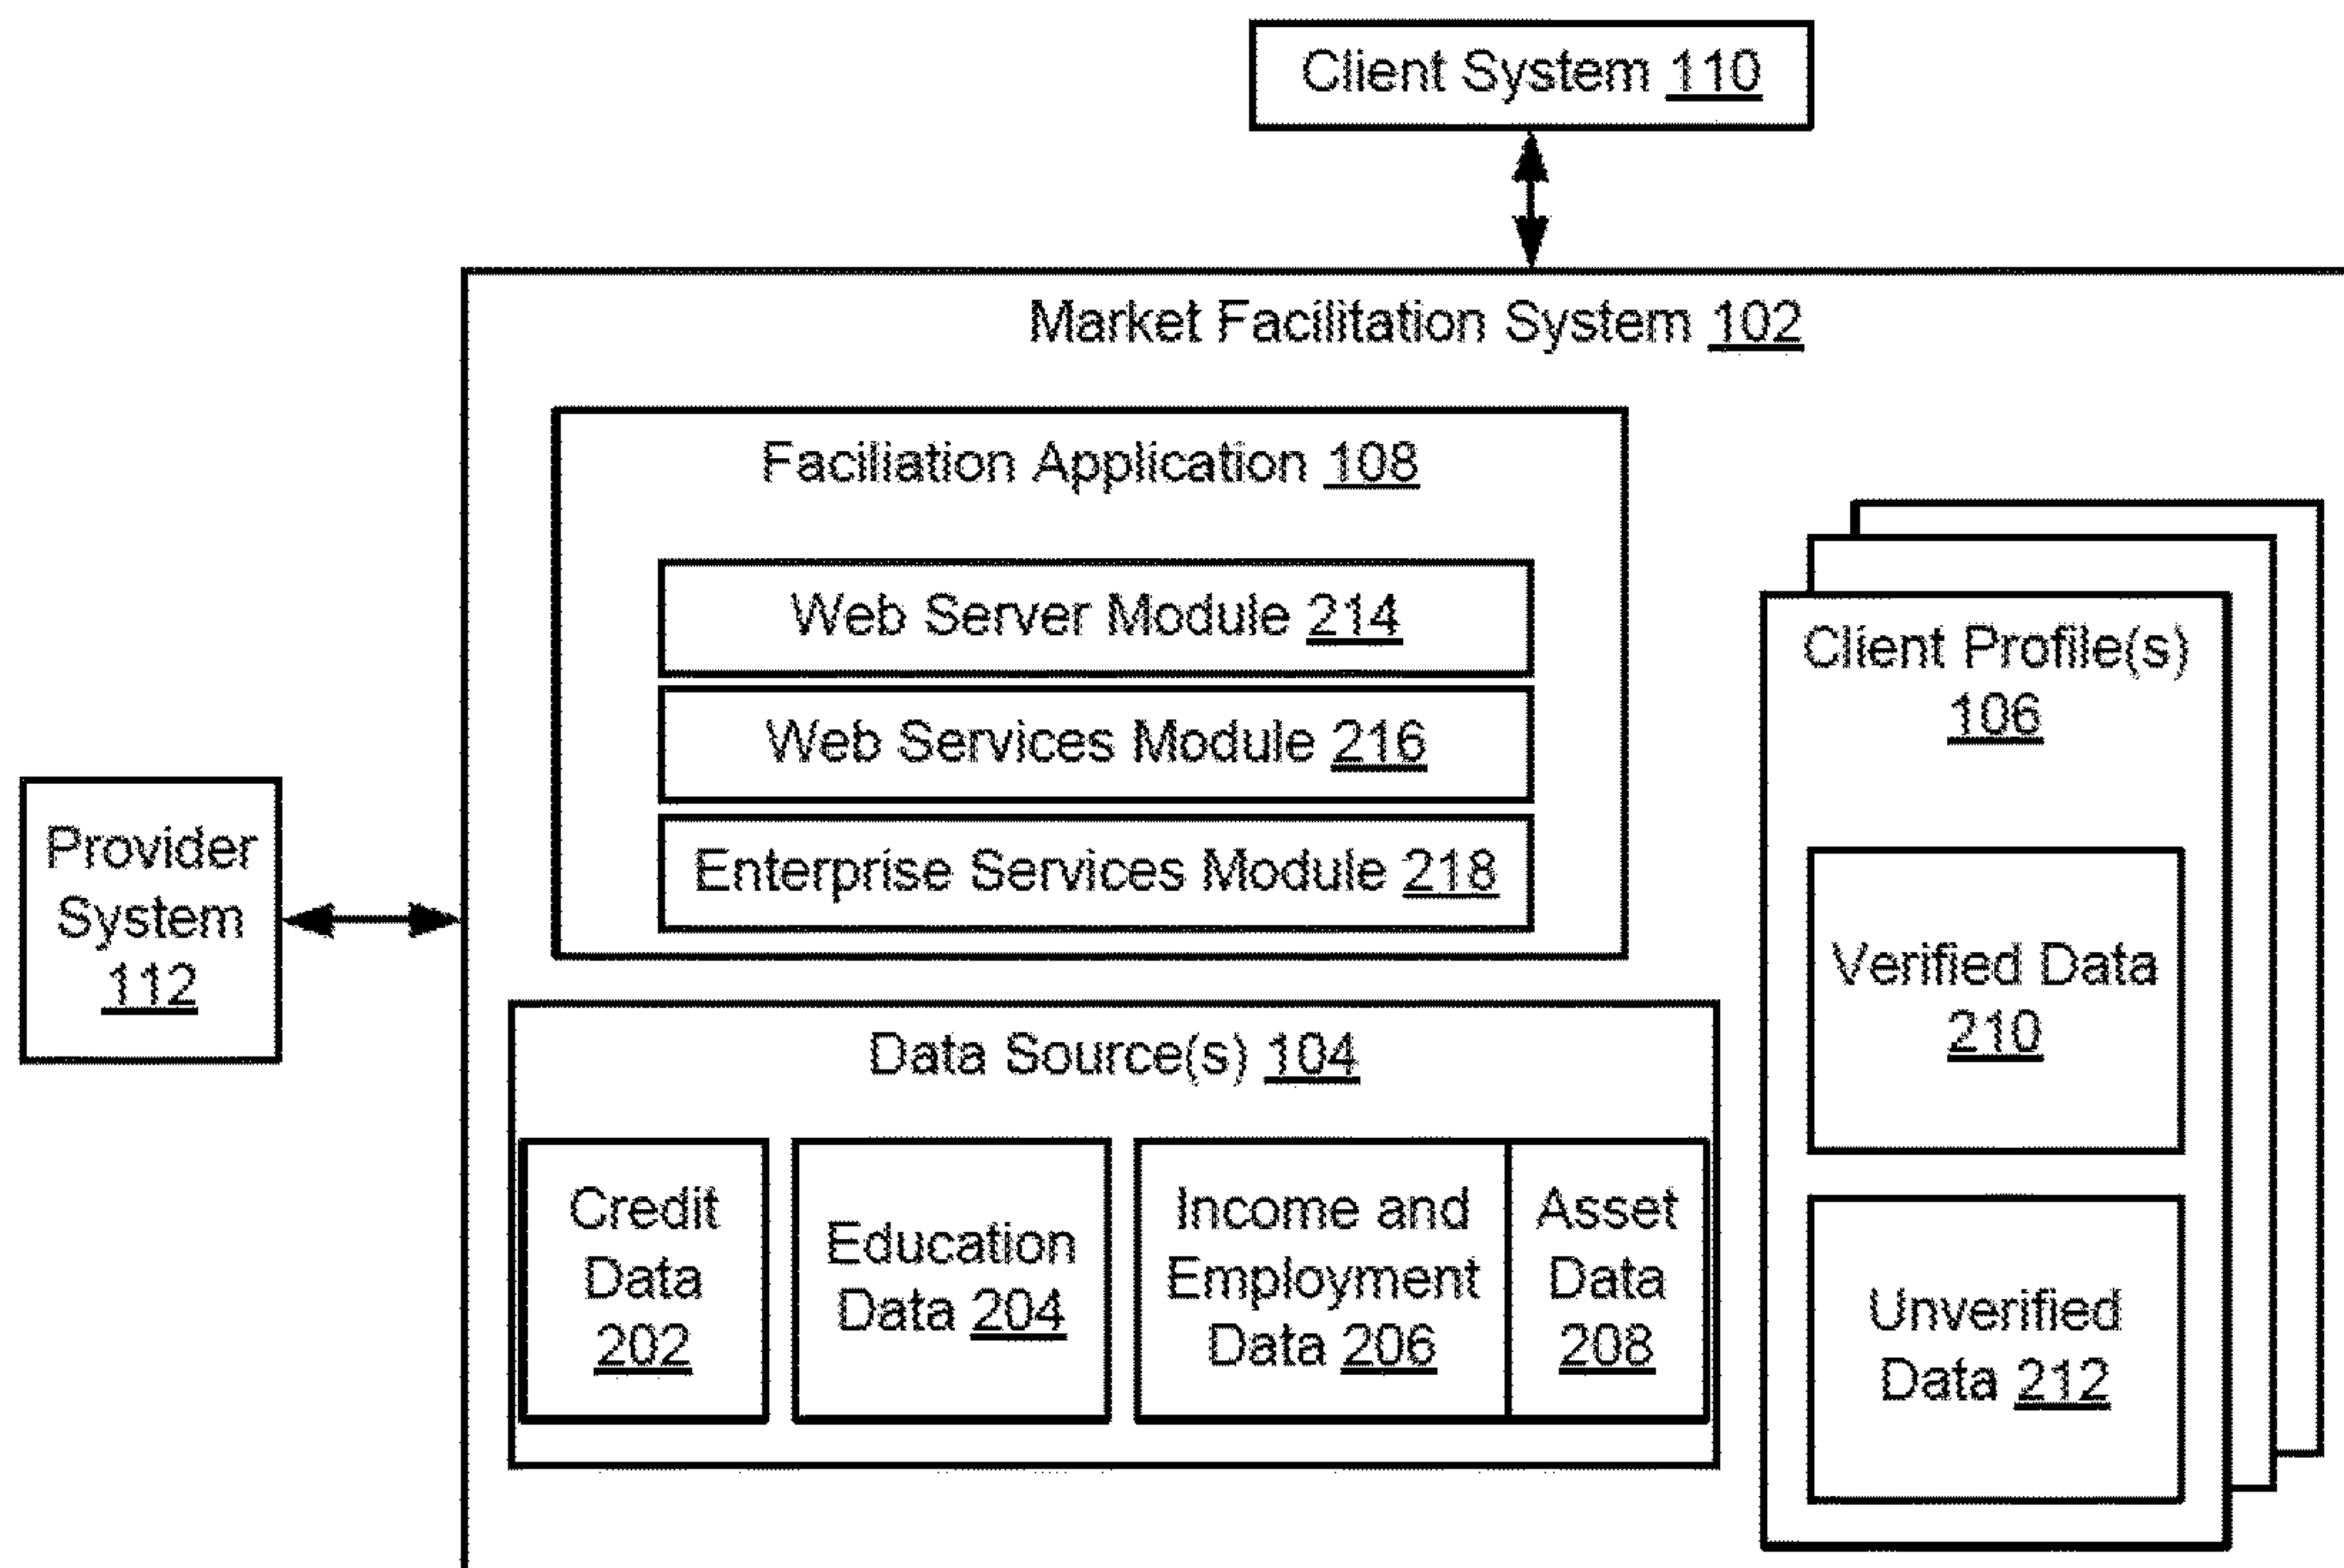 Client System 110
Market Facilitation System 102
Faciliation Application 108
Web Server Module 214
Web Services Module 216
Enterprise Services Module 218
Provider
System
112
Data Source(s) 104
Credit
Data
202
Education
Data 204
Income and
Employment
Data 206
Asset
Data
208
Client Profile(s)
106
Verified Data
210
Unverified
Data 212